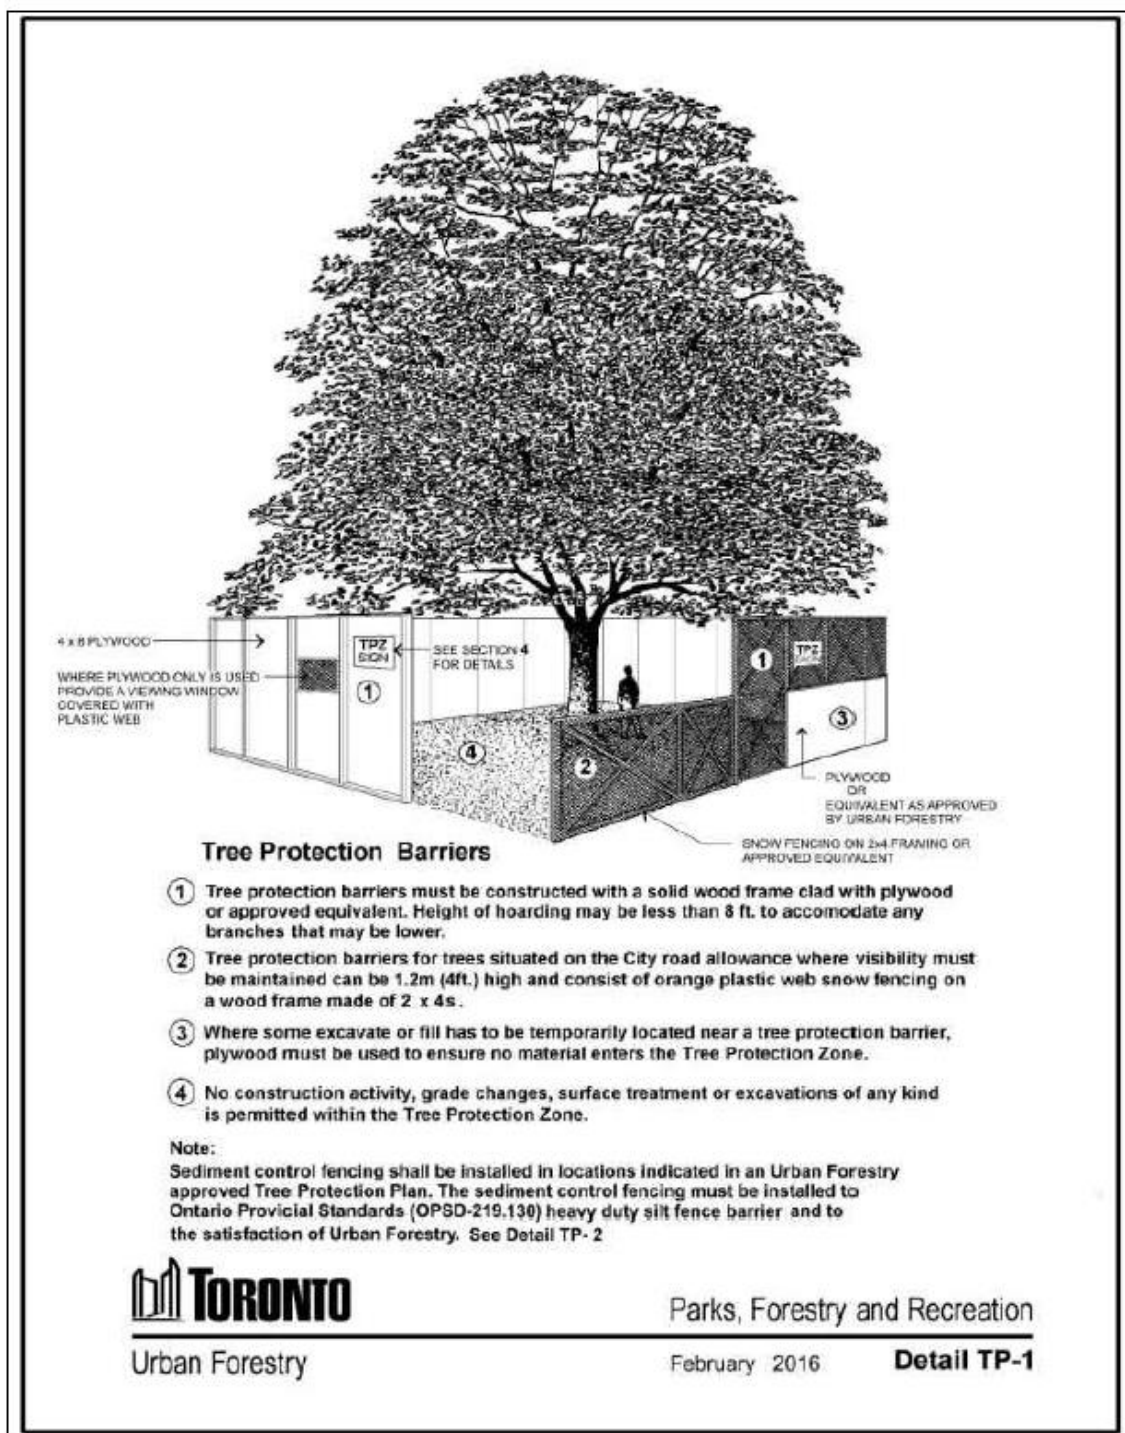 4 x 8 PLYWOOD
WHERE PLYWOOD ONLY IS USED
PROVIDE A VIEWING WINDOW
COVERED WITH
PLASTIC WEB
TPZ
SIGN
SEE SECTION 4
FOR DETAILS
1
4
2
1
TPZ
SIGN
3
PLYWOOD
OR
EQUIVALENT AS APPROVED
BY URBAN FORESTRY
SNOW FENCING ON 2x4 FRAMING OR
APPROVED EQUIVALENT
Tree Protection Barriers
1 Tree protection barriers must be constructed with a solid wood frame clad with plywood
or approved equivalent. Height of hoarding may be less than 8 ft. to accomodate any
branches that may be lower.
2 Tree protection barriers for trees situated on the City road allowance where visibility must
be maintained can be 1.2m (4ft.) high and consist of orange plastic web snow fencing on
a wood frame made of 2 x 4s.
3 Where some excavate or fill has to be temporarily located near a tree protection barrier,
plywood must be used to ensure no material enters the Tree Protection Zone.
4 No construction activity, grade changes, surface treatment or excavations of any kind
is permitted within the Tree Protection Zone.
Note:
Sediment control fencing shall be installed in locations indicated in an Urban Forestry
approved Tree Protection Plan. The sediment control fencing must be installed to
Ontario Provicial Standards (OPSD-219.130) heavy duty silt fence barrier and to
the satisfaction of Urban Forestry. See Detail TP- 2
TORONTO
Parks, Forestry and Recreation
Urban Forestry
February 2016
Detail TP-1